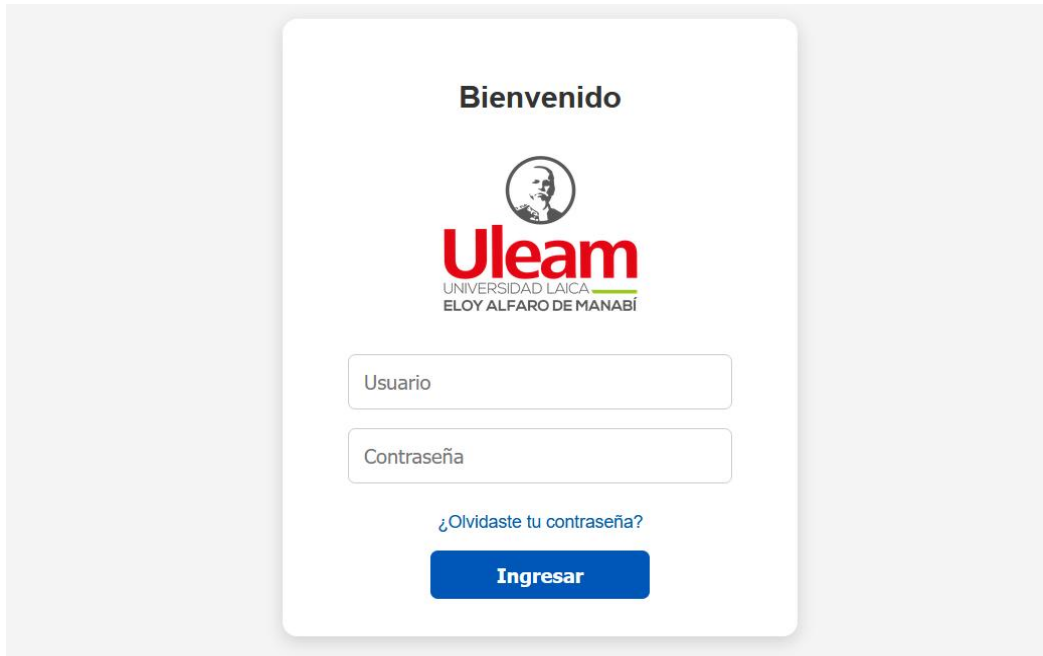 Bienvenido
Uleam
UNIVERSIDAD LAICA
ELOY ALFARO DE MANABÍ
Usuario
Contraseña
¿Olvidaste tu contraseña?
Ingresar